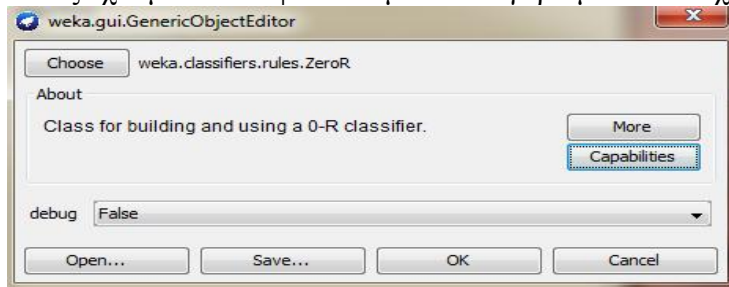 weka.gui.GenericObjectEditor
Choose weka.classifiers.rules.ZeroR
About
Class for building and using a 0-R classifier.
More
Capabilities
debug False
Open... Save... OK Cancel